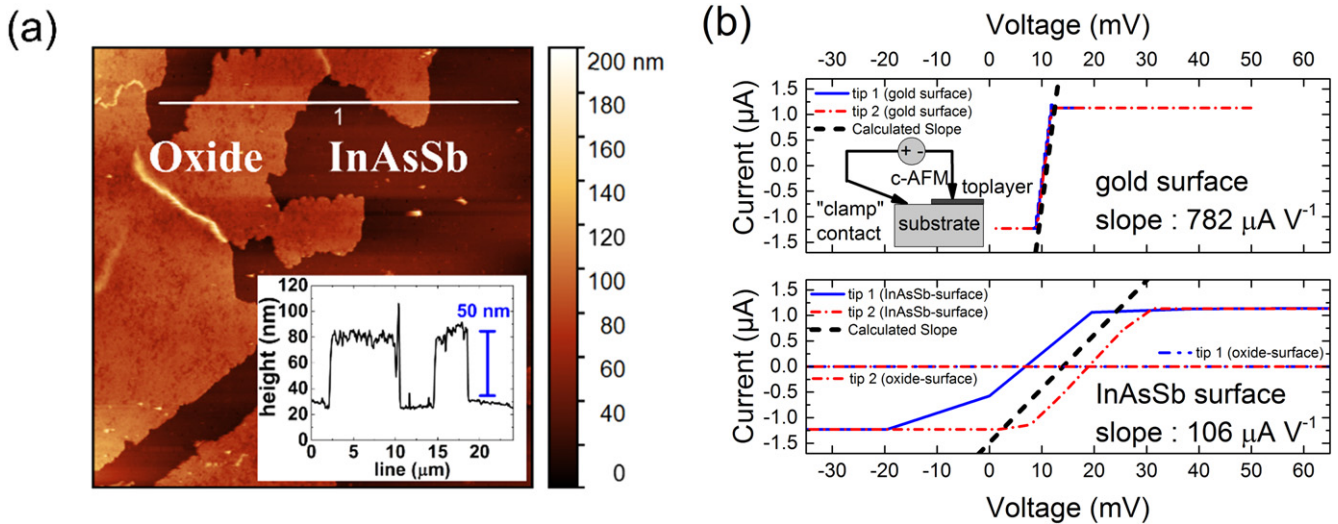 (a)
1
Oxide
InAsSb
200 nm
180
160
140
120
100
80
60
40
20
0
120
100
80
60
40
20
0
height (nm)
50 nm
0 5 10 15 20
line (μm)
(b)
Voltage (mV)
-30 -20 -10 0 10 20 30 40 50 60
1.5
1.0
0.5
0.0
-0.5
-1.0
-1.5
Current (μA)
tip 1 (gold surface)
tip 2 (gold surface)
Calculated Slope
+ -
c-AFM
toplayer
"clamp"
contact
substrate
gold surface
slope : 782 μA V⁻¹
1.5
1.0
0.5
0.0
-0.5
-1.0
-1.5
Current (μA)
tip 1 (InAsSb-surface)
tip 2 (InAsSb-surface)
Calculated Slope
tip 1 (oxide-surface)
tip 2 (oxide-surface)
InAsSb surface
slope : 106 μA V⁻¹
-30 -20 -10 0 10 20 30 40 50 60
Voltage (mV)